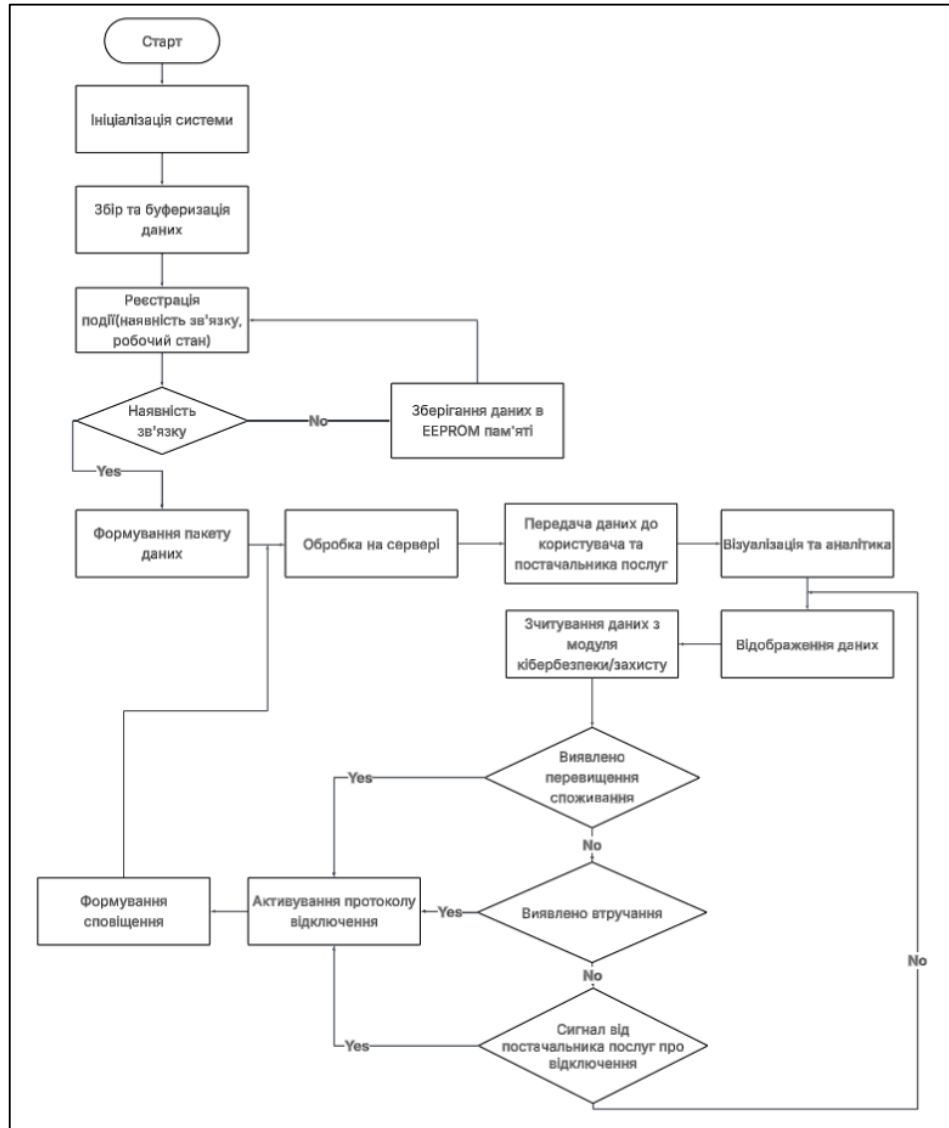 Старт
Ініціалізація системи
Збір та буферизація
даних
Реєстрація
події(наявність зв'язку,
робочий стан)
Наявність
зв'язку
No
Зберігання даних в
EEPROM пам'яті
Yes
Формування пакету
даних
Обробка на сервері
Передача даних до
користувача та
постачальника послуг
Візуалізація та аналітика
Зчитування даних з
модуля
кібербезпеки/захисту
Відображення даних
Виявлено
перевищення
споживання
Yes
No
Формування
сповіщення
Активування протоколу
відключення
Yes
Виявлено втручання
No
No
Сигнал від
постачальника послуг про
відключення
Yes